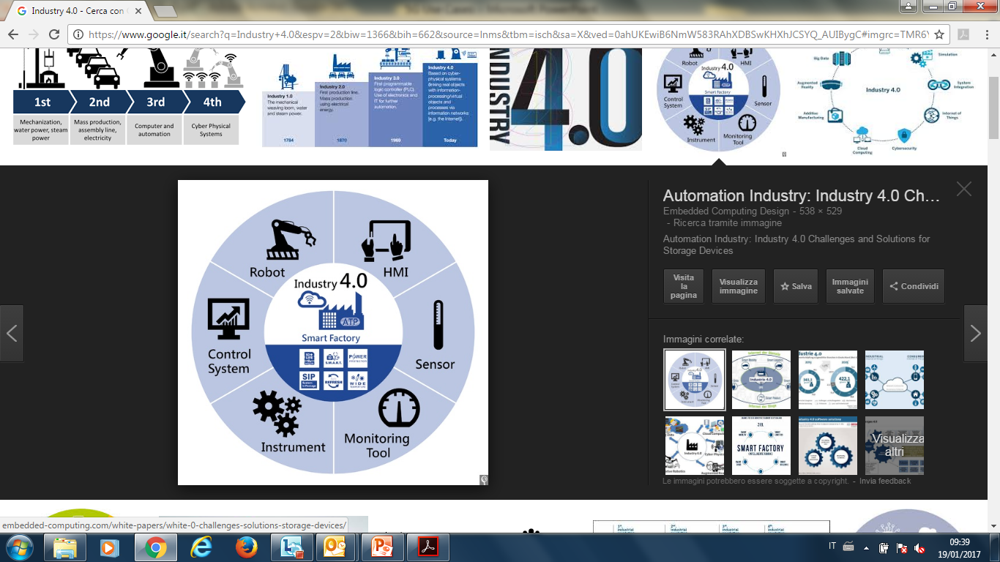 Industry 4.0 - Cerca con
https://www.google.it/search?q=Industry+4.0&espv=2&biw=1366&bih=662&source=lnms&tbm=isch&sa=X&ved=0ahUKEwiB6NmW583RAhXDBSwKHXhJCSYQ_AUIBygC#imgrc=TMR6Y
1st
2nd
3rd
4th
Mechanization, water power, steam power
Mass production, assembly line, electricity
Computer and automation
Cyber Physical Systems
Industry 1.0
The mechanical weaving loom, water and steam power.
1784
Industry 2.0
First production line, Mass production using electrical energy.
1870
Industry 3.0
First programmable logic controller (PLC), Use of electronics and IT for further automation.
1969
Industry 4.0
Based on cyber-physical systems (linking real objects with information-processing/virtual objects and processes via information networks (e.g. the Internet)).
Today
INDUSTRY
4.0
Robot
HMI
Industry 4.0
Smart Factory
Control System
Sensor
Instrument
Monitoring Tool
Big Data
Simulation
Augmented Reality
Industry 4.0
System Integration
Additive Manufacturing
Internet of Things
Cloud Computing
Cybersecurity
Robot
HMI
Industry 4.0
ATP
Smart Factory
Control
System
Sensor
S.M.A.R.T.
POWER
PROTECTOR
SIP
System in Package
REFRESH
WIDE
TEMPERATURE
Instrument
Monitoring
Tool
Automation Industry: Industry 4.0 Ch…
Embedded Computing Design - 538 × 529
- Ricerca tramite immagine
Automation Industry: Industry 4.0 Challenges and Solutions for
Storage Devices
Visita la pagina
Visualizza immagine
Salva
Immagini salvate
Condividi
Immagini correlate:
Industrie 4.0
SMART FACTORY
Visualizza
altri
Le immagini potrebbero essere soggette a copyright. - Invia feedback
embedded-computing.com/white-papers/white-0-challenges-solutions-storage-devices/
IT
09:39
19/01/2017